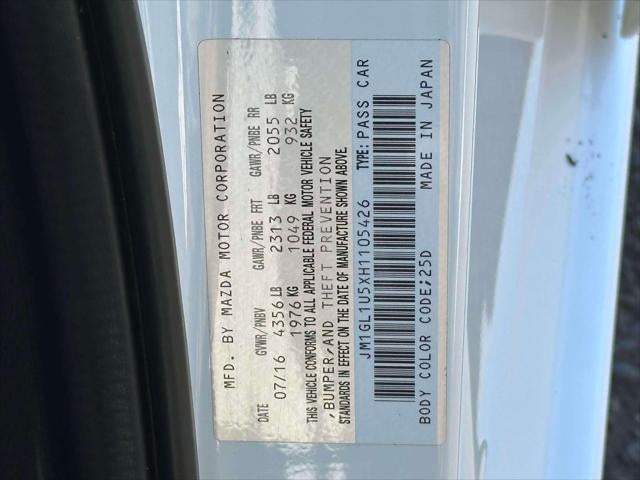 MFD. BY MAZDA MOTOR CORPORATION
DATE GVWR/PNBV GAWR/PNBE FRT GAWR/PNBE RR
07/16 4356 LB 2313 LB 2055 LB
1976 KG 1049 KG 932 KG
THIS VEHICLE CONFORMS TO ALL APPLICABLE FEDERAL MOTOR VEHICLE SAFETY
,BUMPER,AND THEFT PREVENTION
STANDARDS IN EFFECT ON THE DATE OF MANUFACTURE SHOWN ABOVE.
JM1GL1U5XH1105426 TYPE: PASS CAR
BODY COLOR CODE;25D MADE IN JAPAN